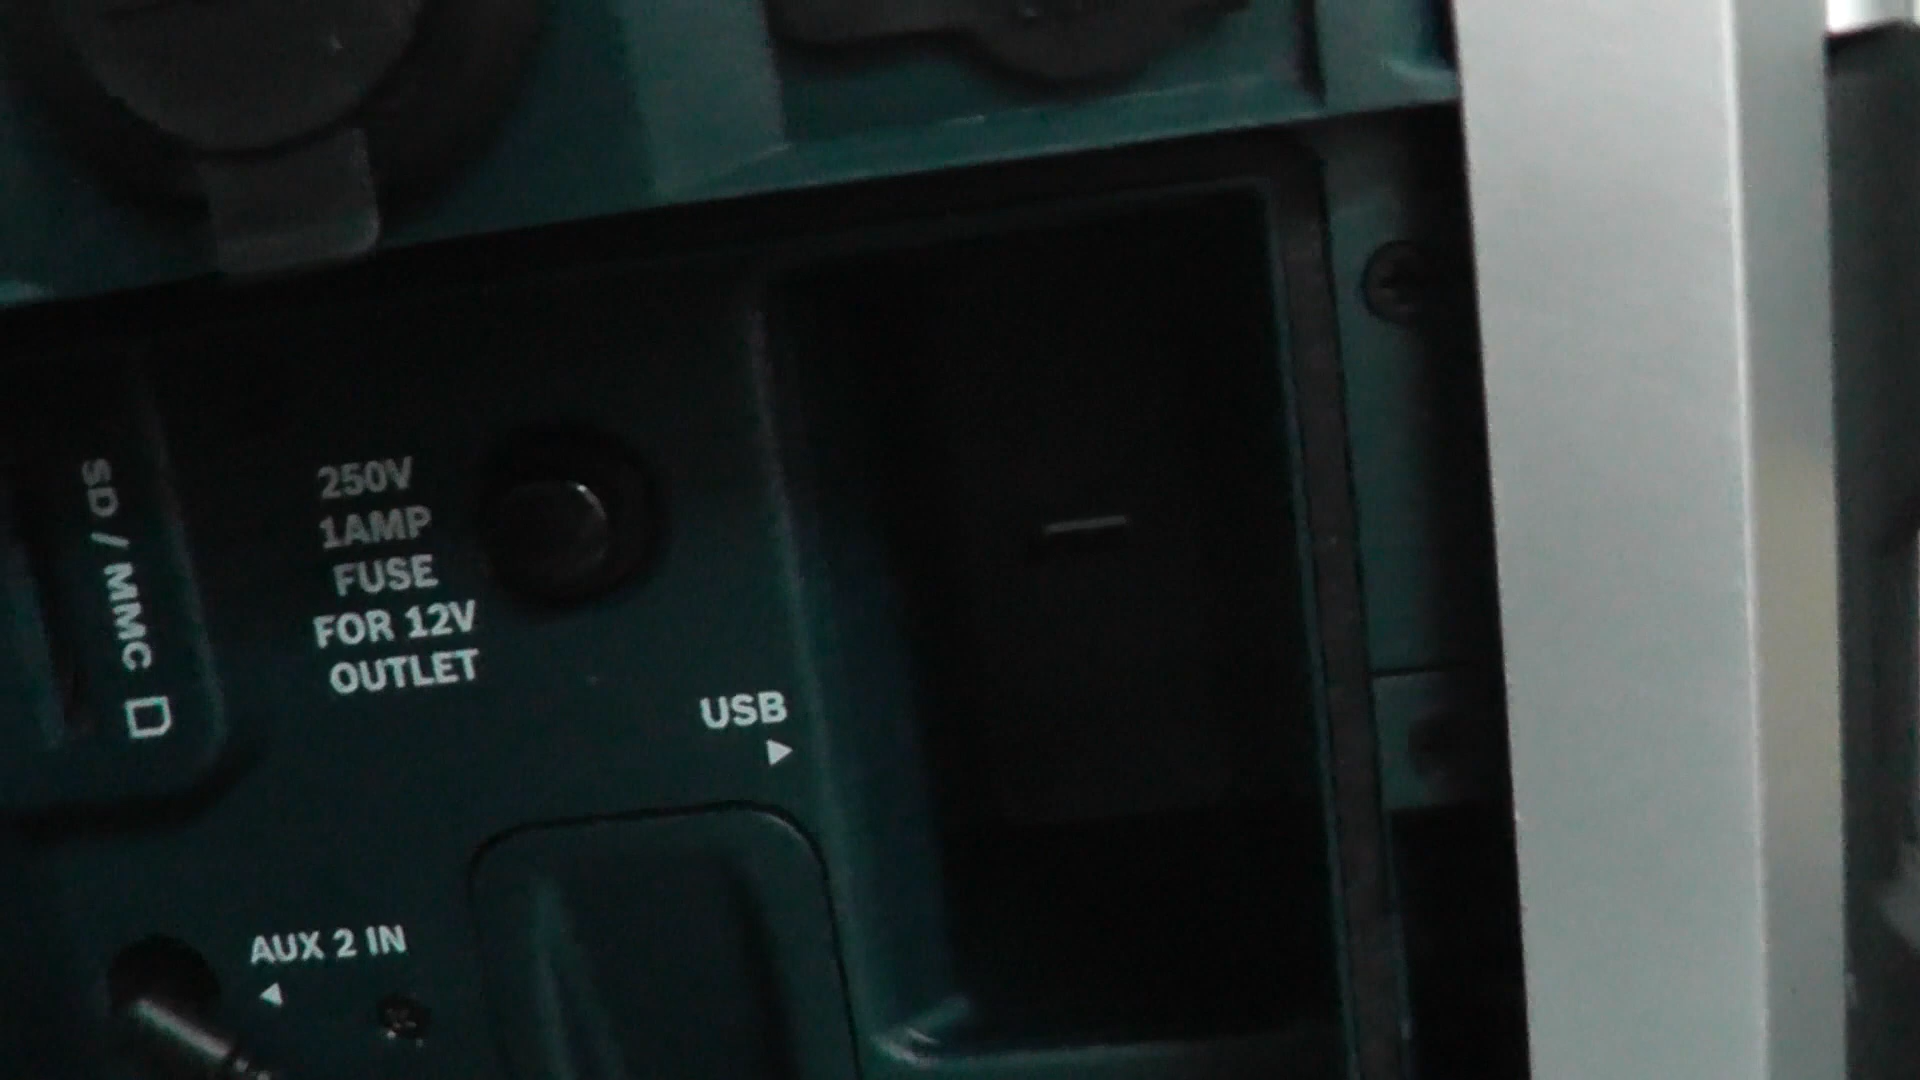 SD / MMC
250V
1AMP
FUSE
FOR 12V
OUTLET
USB
AUX 2 IN